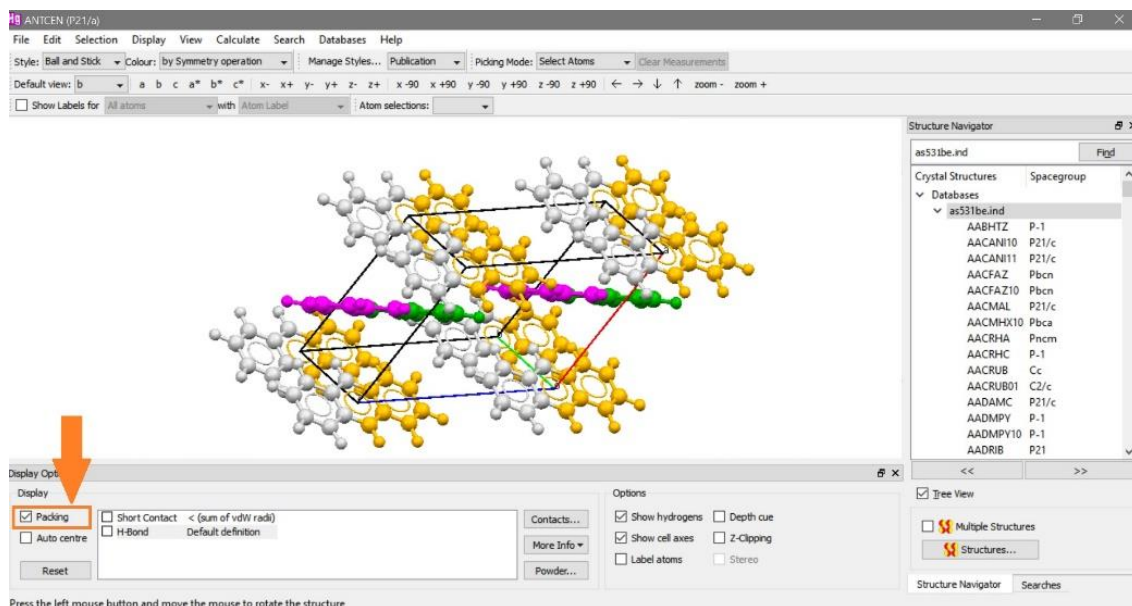 Hg ANTCEN (P21/a)
File Edit Selection Display View Calculate Search Databases Help
Style: Ball and Stick Colour: by Symmetry operation Manage Styles... Publication Picking Mode: Select Atoms Clear Measurements
Default view: b a b c a* b* c* x- x+ y- y+ z- z+ x -90 x +90 y -90 y +90 z -90 z +90 ← → ↓ ↑ zoom - zoom +
Show Labels for All atoms with Atom Label Atom selections:
Structure Navigator
as531be.ind Find
Crystal Structures Spacegroup
Databases
as531be.ind
AABHTZ P-1
AACANI10 P21/c
AACANI11 P21/c
AACFAZ Pbcn
AACFAZ10 Pbcn
AACMAL P21/c
AACMHX10 Pbca
AACRHA Pncm
AACRHC P-1
AACRUB Cc
AACRUB01 C2/c
AADAMC P21/c
AADMPY P-1
AADMPY10 P-1
AADRIB P21
<< >>
Tree View
Multiple Structures
Structures...
Structure Navigator Searches
Display Opt
Display
Packing
Auto centre
Reset
Short Contact < (sum of vdW radii)
H-Bond Default definition
Contacts...
More Info
Powder...
Options
Show hydrogens Depth cue
Show cell axes Z-Clipping
Label atoms Stereo
Press the left mouse button and move the mouse to rotate the structure